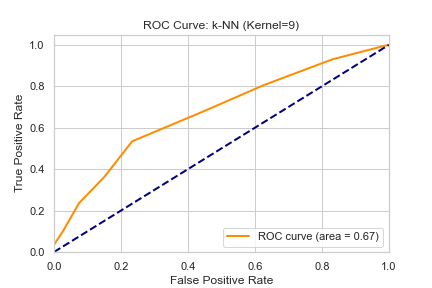 ROC Curve: k-NN (Kernel=9)
True Positive Rate
1.0
0.8
0.6
0.4
0.2
0.0
0.0 0.2 0.4 0.6 0.8 1.0
False Positive Rate
ROC curve (area = 0.67)